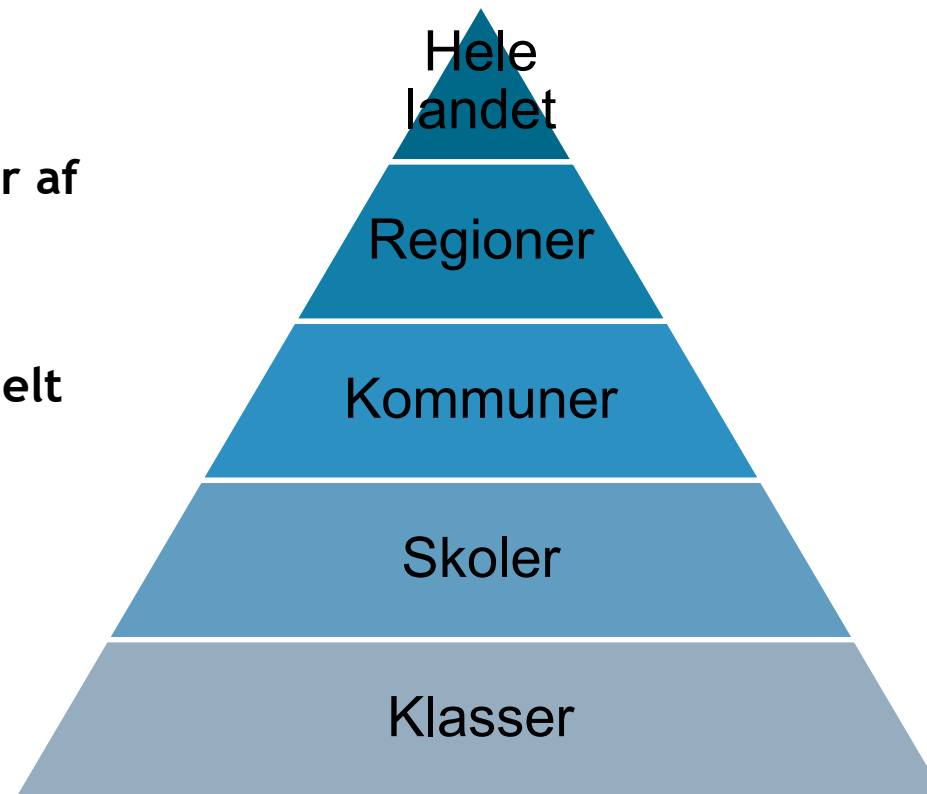 Hele
landet
r af
Regioner
elt
Kommuner
Skoler
Klasser